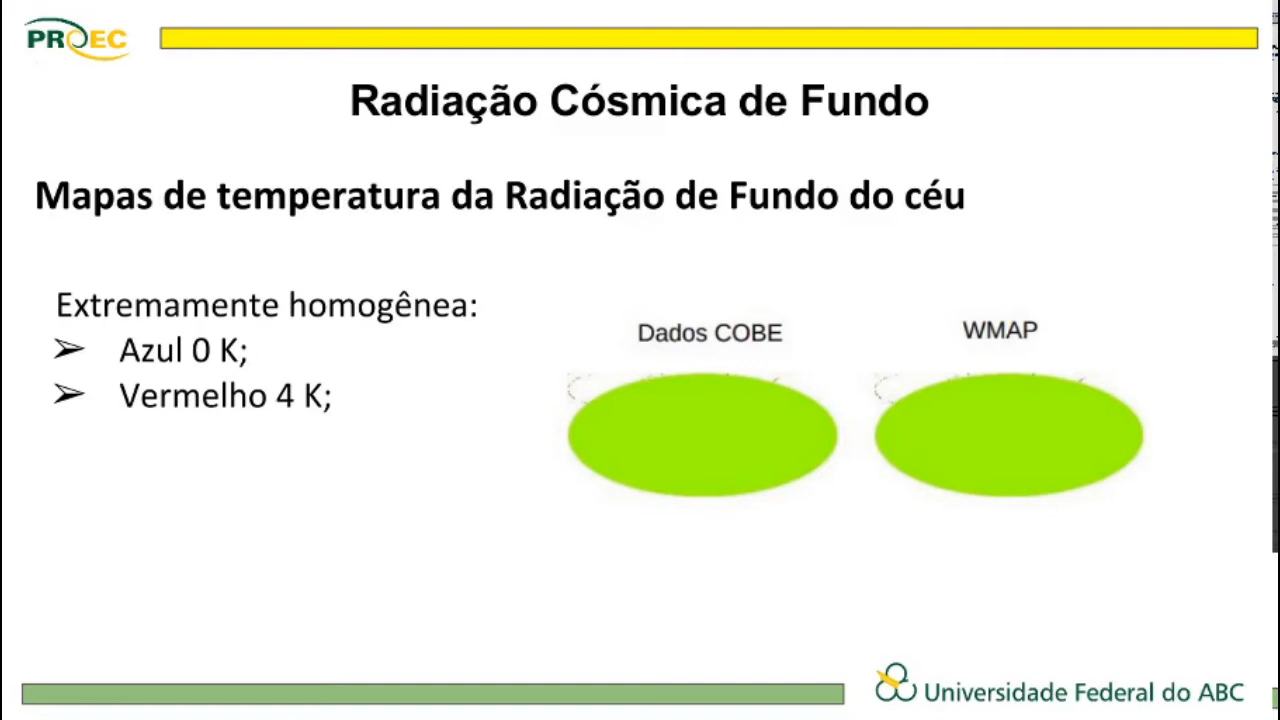 PROEC
Radiação Cósmica de Fundo
Mapas de temperatura da Radiação de Fundo do céu
Extremamente homogênea:
➢ Azul 0 K;
➢ Vermelho 4 K;
Dados COBE
WMAP
Universidade Federal do ABC